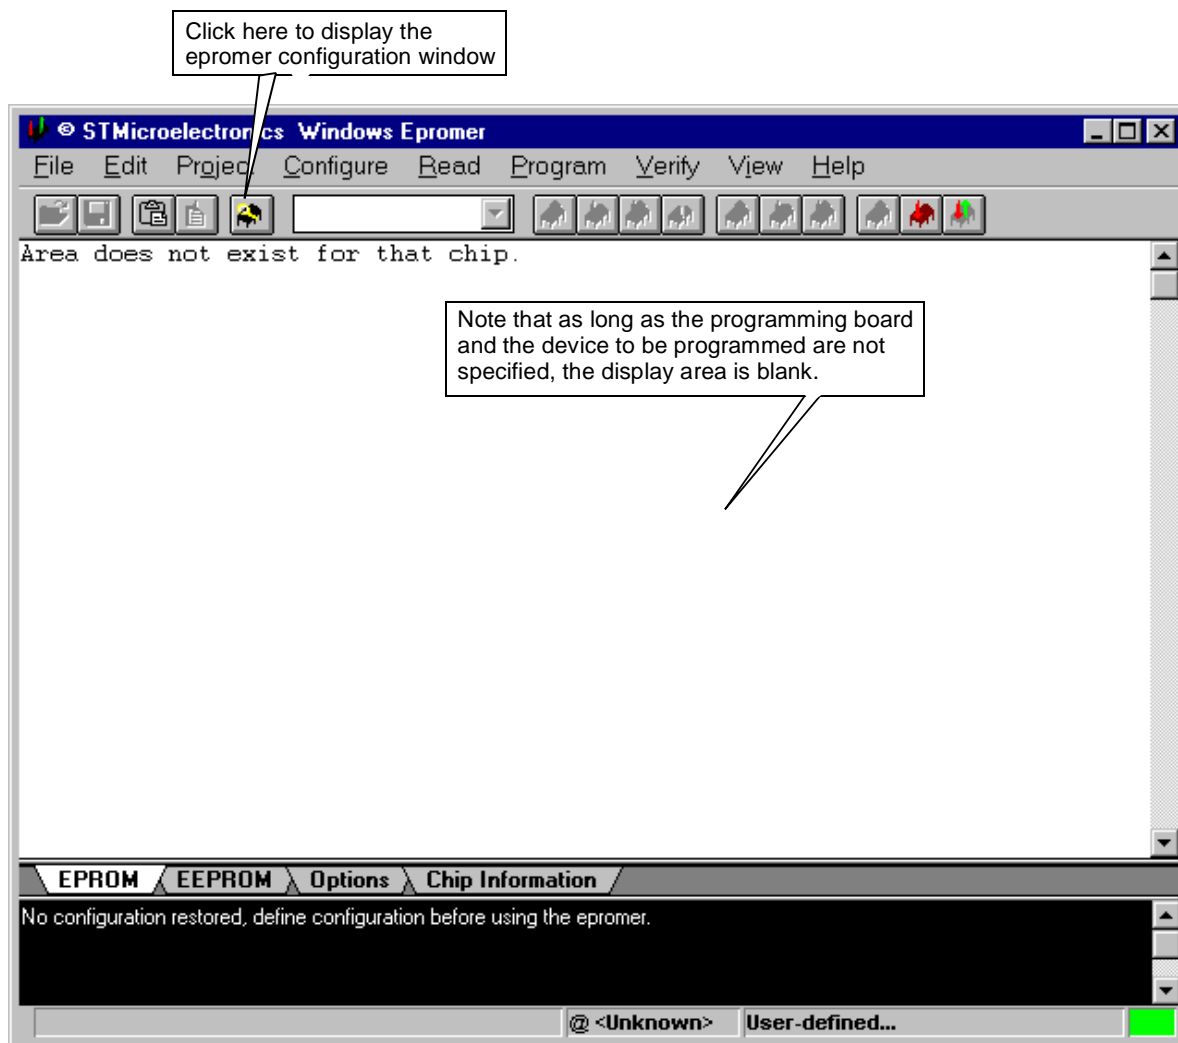 Click here to display the
epromer configuration window
© STMicroelectronics Windows Epromer
File Edit Project Configure Read Program Verify View Help
Area does not exist for that chip.
Note that as long as the programming board
and the device to be programmed are not
specified, the display area is blank.
EPROM EEPROM Options Chip Information
No configuration restored, define configuration before using the epromer.
@ <Unknown> User-defined...